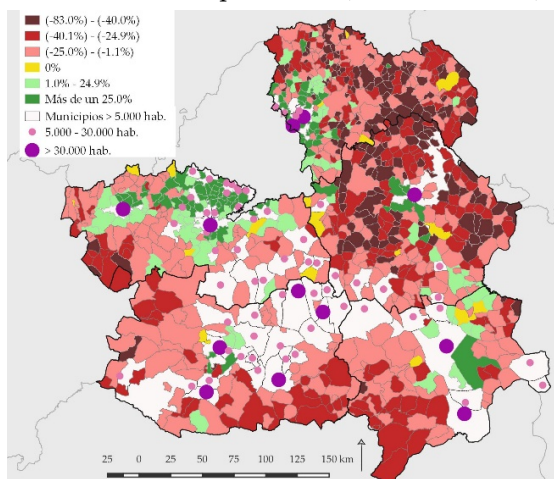 (-83.0%) - (-40.0%)
(-40.1%) - (-24.9%)
(-25.0%) - (-1.1%)
0%
1.0% - 24.9%
Más de un 25.0%
Municipios > 5.000 hab.
5.000 - 30.000 hab.
> 30.000 hab.
25 0 25 50 75 100 125 150 km